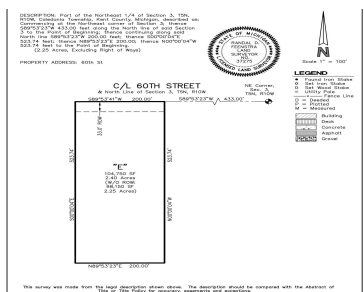 DESCRIPTION: Part of the Northeast 1/4 of Section 3, T5N,
R10W, Caledonia Township, Kent County, Michigan, described as:
Commencing at the Northeast corner of Section 3; thence
S89°53'23"W 433.00 feet along the North line of said Section
3 to the Point of Beginning; thence continuing along said
North line S89°53'23"W 200.00 feet; thence
523.74 feet; thence N89°53'23"E 200.00; thence N00°00'04"W
523.74 feet to the Point of Beginning.
(2.25 Acres, Excluding Right of Ways)
PROPERTY ADDRESS: 60th St
STATE OF MICHIGAN
FEENSTRA
LAND
SURVEYOR
NO.
LICENSED LAND SURVEYOR
N
Scale 1" = 100'
LEGEND
Found Iron Stake
Set Iron Stake
Set Wood Stake
Utility Pole
Fence Line
D = Deeded
P = Platted
M = Measured
Building
Deck
Concrete
Asphalt
Gravel
C/L 60TH STREET
& North Line of Section 3, T5N, R10W
NE Corner,
Sec. 3,
T5N, R10W
S89°53'41"W 200.00'
S89°53'23"W 433.00'
33.0' ROW
523.74'
523.74'
"E"
104,750 SF
2.40 Acres
(W/O ROW
98,150 SF
2.25 Acres)
N89°53'23"E 200.00'
This survey was made from the legal description shown above. The description should be compared with the Abstract of
Title or Title Policy for accuracy, easements and exceptions.